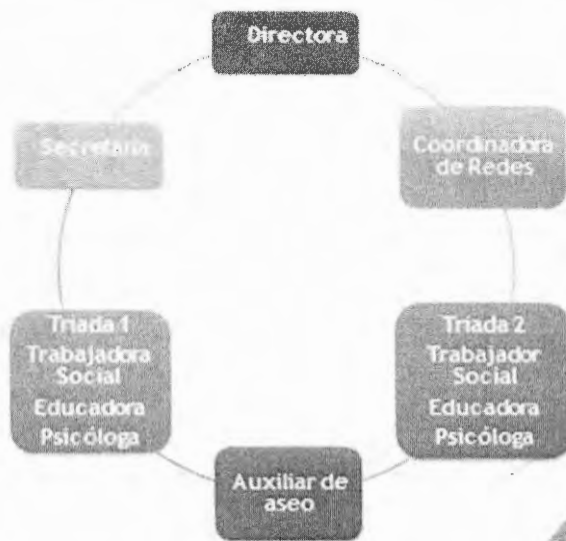 Directora
Secretaria
Coordinadora
de Redes
Triada 1
Trabajadora
Social
Educadora
Psicóloga
Triada 2
Trabajador
Social
Educadora
Psicóloga
Auxiliar de
aseo